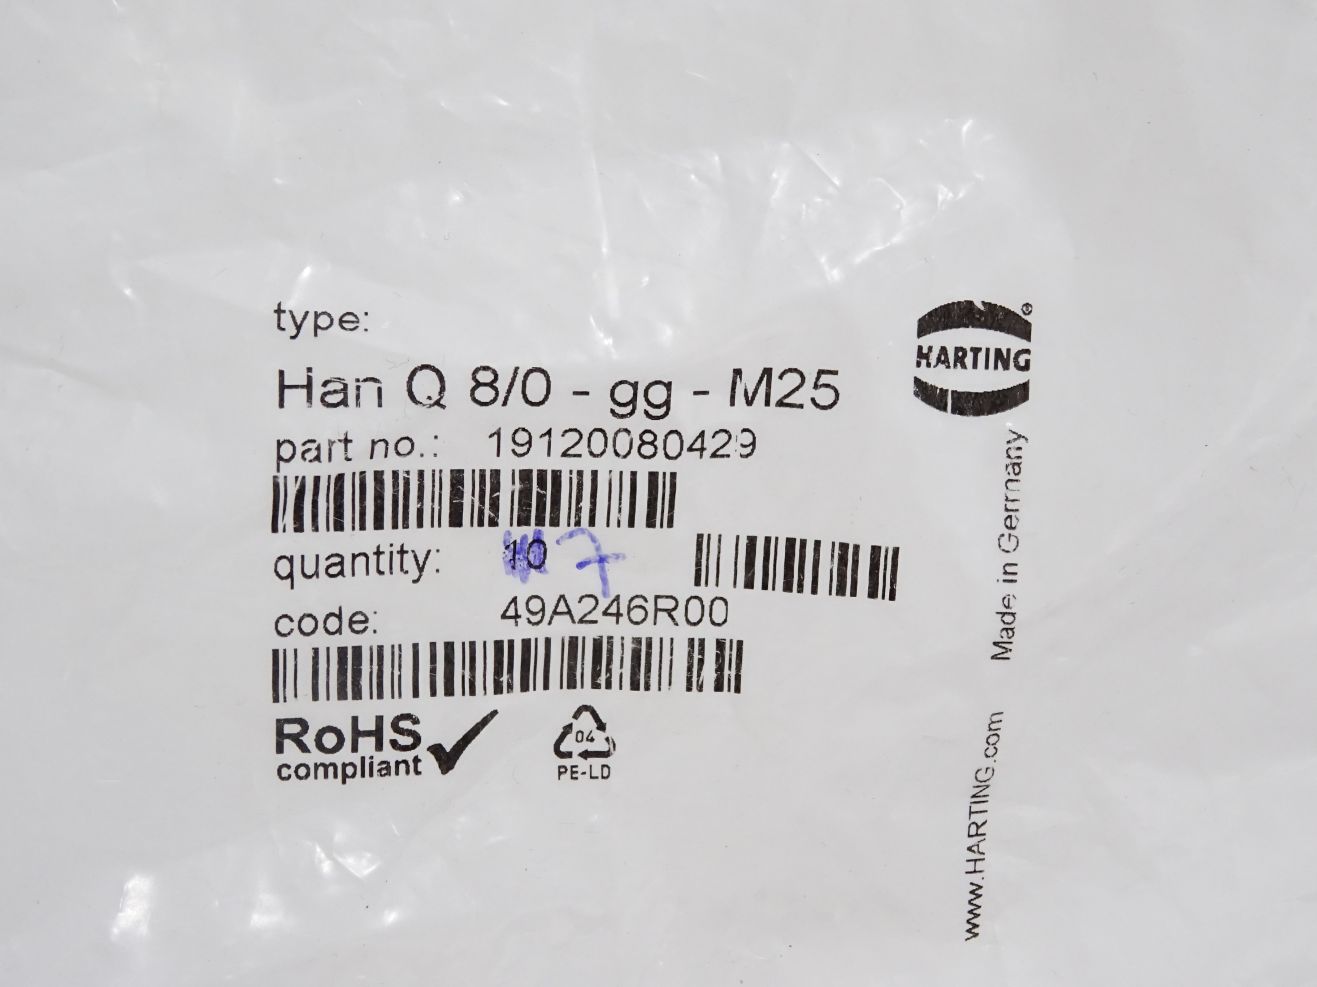 type:
Han Q 8/0 - gg - M25
part no.: 19120080429
quantity: 10 7
code: 49A246R00
RoHS
compliant
04
PE-LD
HARTING®
Made in Germany
www.HARTING.com